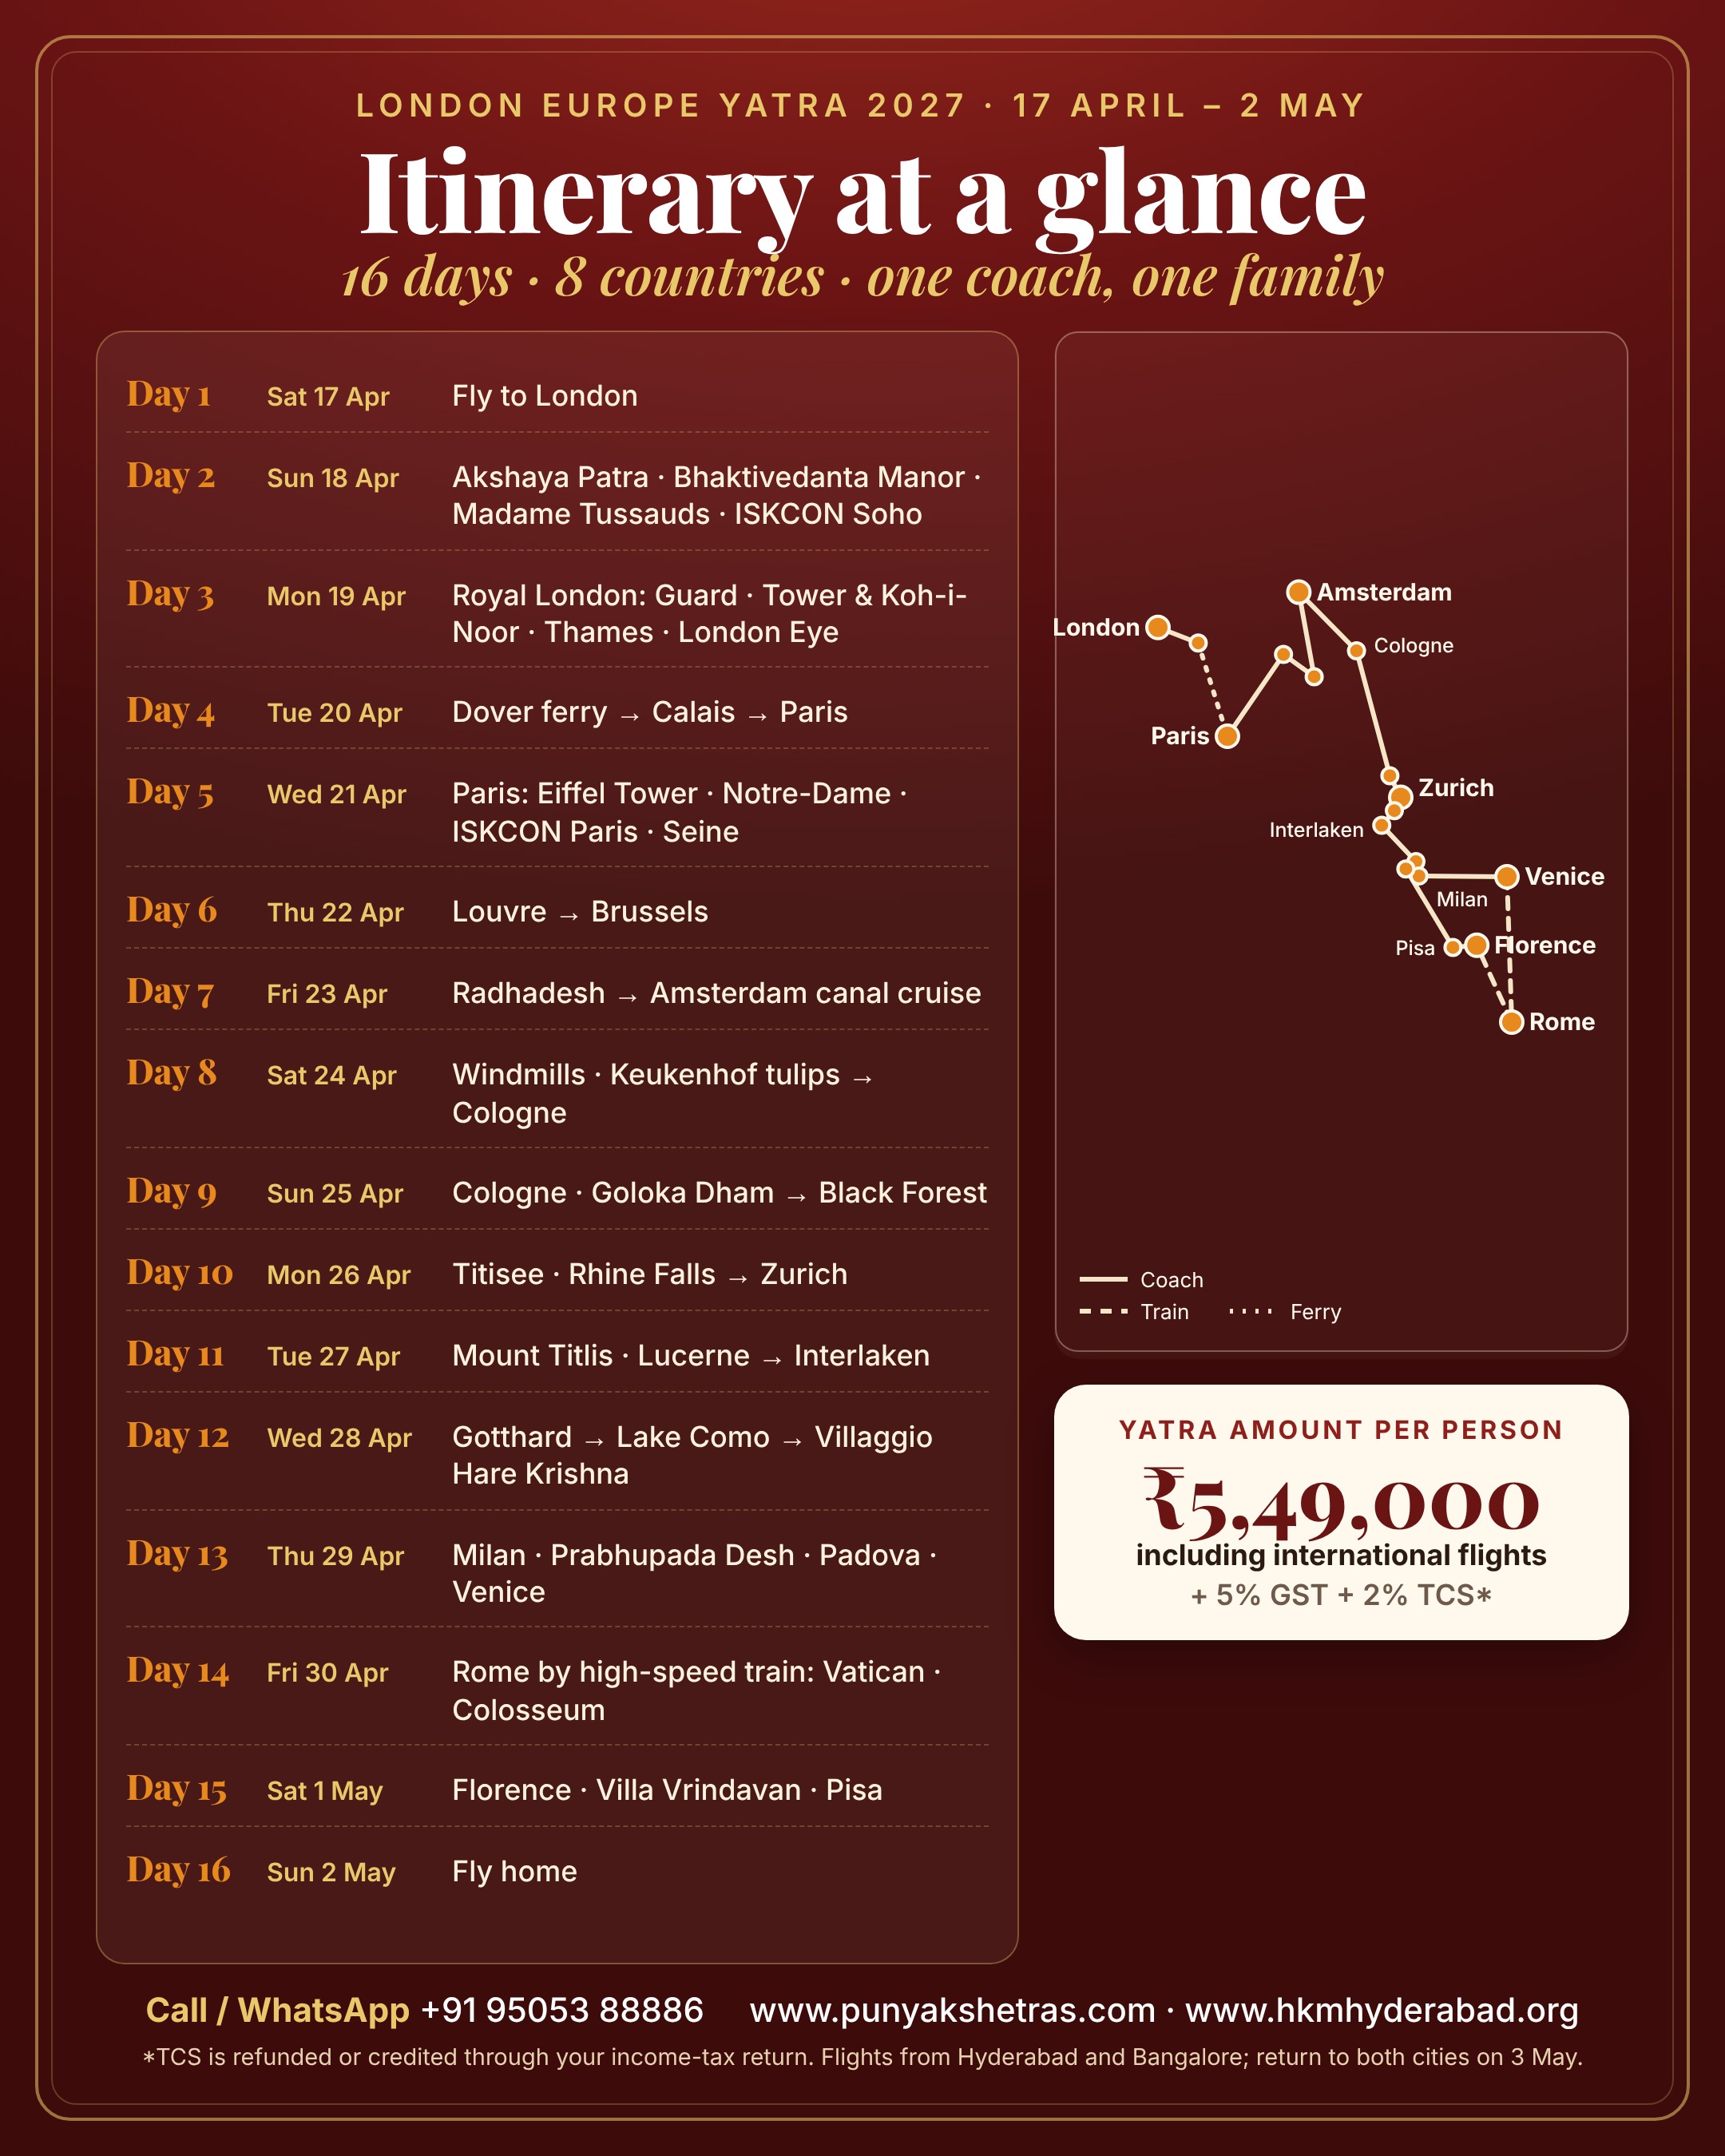 LONDON EUROPE YATRA 2027 · 17 APRIL – 2 MAY
Itinerary at a glance
16 days · 8 countries · one coach, one family
Day 1 Sat 17 Apr Fly to London
Day 2 Sun 18 Apr Akshaya Patra · Bhaktivedanta Manor ·
Madame Tussauds · ISKCON Soho
Day 3 Mon 19 Apr Royal London: Guard · Tower & Koh-i-
Noor · Thames · London Eye
Day 4 Tue 20 Apr Dover ferry → Calais → Paris
Day 5 Wed 21 Apr Paris: Eiffel Tower · Notre-Dame ·
ISKCON Paris · Seine
Day 6 Thu 22 Apr Louvre → Brussels
Day 7 Fri 23 Apr Radhadesh → Amsterdam canal cruise
Day 8 Sat 24 Apr Windmills · Keukenhof tulips →
Cologne
Day 9 Sun 25 Apr Cologne · Goloka Dham → Black Forest
Day 10 Mon 26 Apr Titisee · Rhine Falls → Zurich
Day 11 Tue 27 Apr Mount Titlis · Lucerne → Interlaken
Day 12 Wed 28 Apr Gotthard → Lake Como → Villaggio
Hare Krishna
Day 13 Thu 29 Apr Milan · Prabhupada Desh · Padova ·
Venice
Day 14 Fri 30 Apr Rome by high-speed train: Vatican ·
Colosseum
Day 15 Sat 1 May Florence · Villa Vrindavan · Pisa
Day 16 Sun 2 May Fly home
Amsterdam
London
Cologne
Paris
Zurich
Interlaken
Venice
Milan
Pisa
Florence
Rome
Coach
Train Ferry
YATRA AMOUNT PER PERSON
₹5,49,000
including international flights
+ 5% GST + 2% TCS*
Call / WhatsApp +91 95053 88886 www.punyakshetras.com · www.hkmhyderabad.org
*TCS is refunded or credited through your income-tax return. Flights from Hyderabad and Bangalore; return to both cities on 3 May.